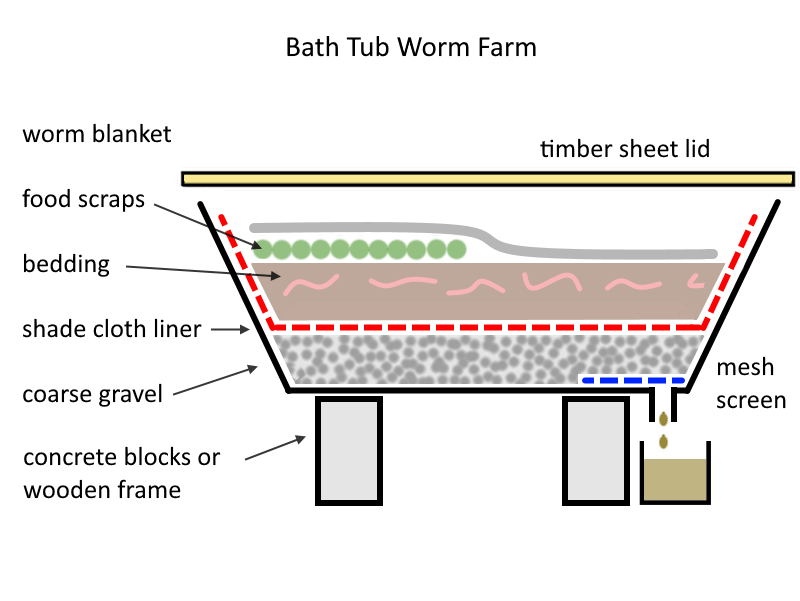 Bath Tub Worm Farm
worm blanket
timber sheet lid
food scraps
bedding
shade cloth liner
coarse gravel
mesh
screen
concrete blocks or
wooden frame